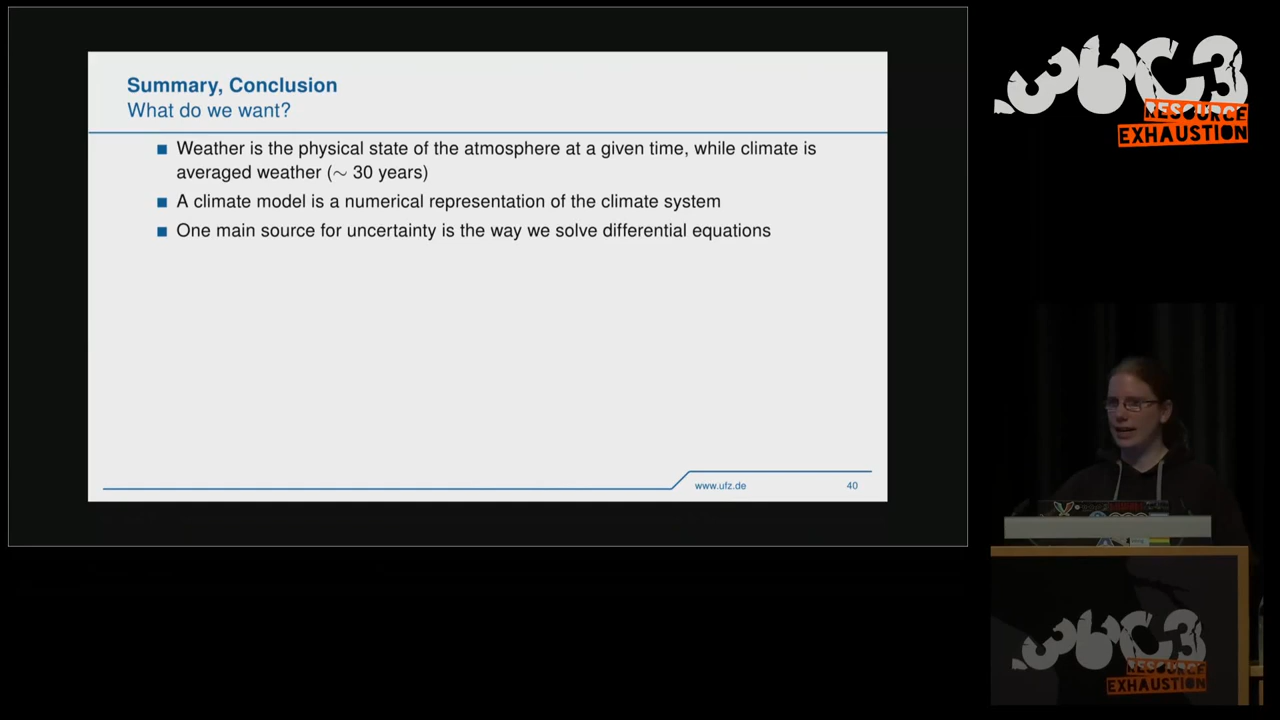 Summary, Conclusion
What do we want?
Weather is the physical state of the atmosphere at a given time, while climate is
averaged weather (∼ 30 years)
A climate model is a numerical representation of the climate system
One main source for uncertainty is the way we solve differential equations
www.ufz.de
40
36C3
RESOURCE
EXHAUSTION
36C3
RESOURCE
EXHAUSTION